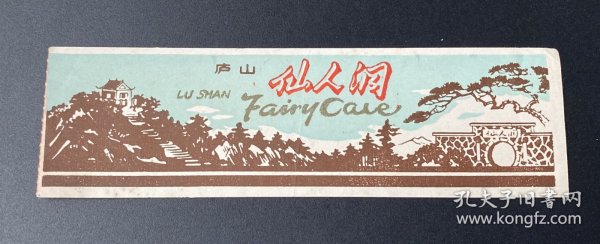 庐山 仙人洞
LU SHAN Fairy Cave
仙人洞
孔夫子旧书网
www.kongfz.com